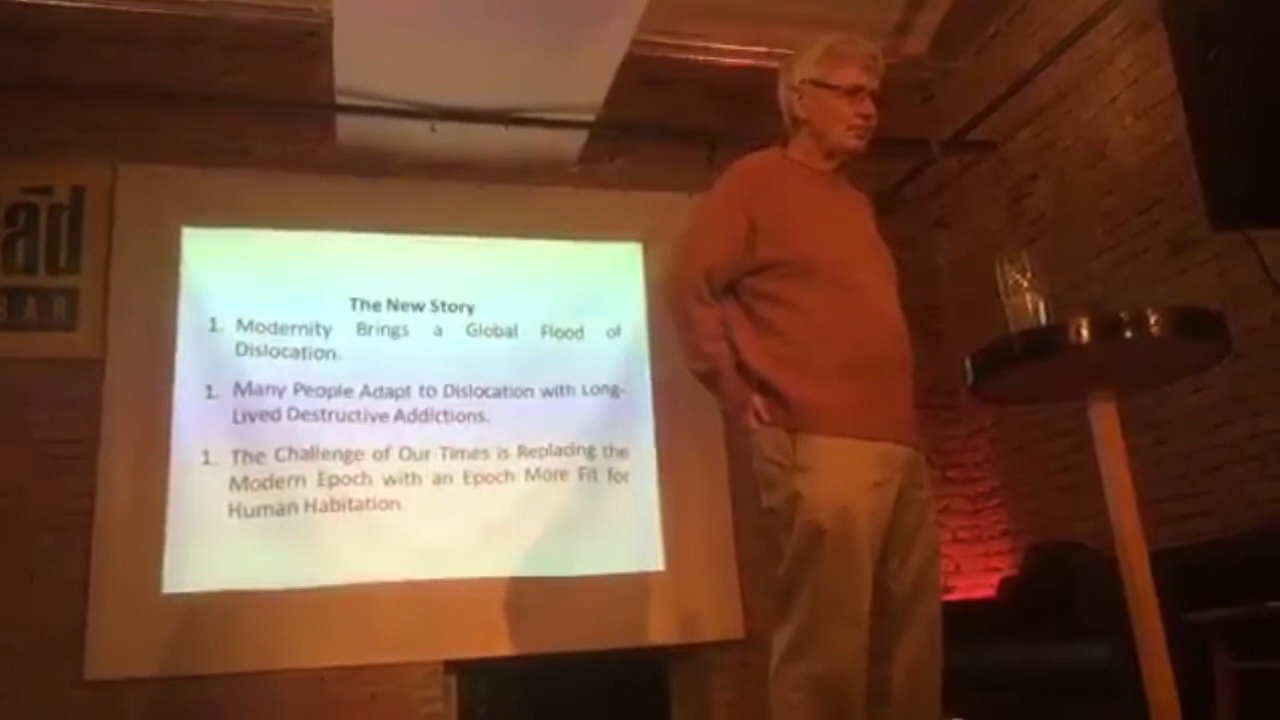 ād
BAR
The New Story
1. Modernity Brings a Global Flood of
Dislocation.
1. Many People Adapt to Dislocation with Long-
Lived Destructive Addictions.
1. The Challenge of Our Times is Replacing the
Modern Epoch with an Epoch More Fit for
Human Habitation.